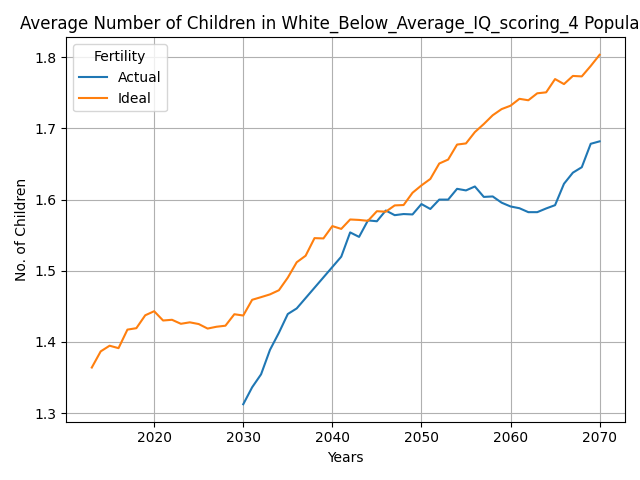 Average Number of Children in White_Below_Average_IQ_scoring_4 Popula
Fertility
Actual
Ideal
No. of Children
1.8
1.7
1.6
1.5
1.4
1.3
2020 2030 2040 2050 2060 2070
Years